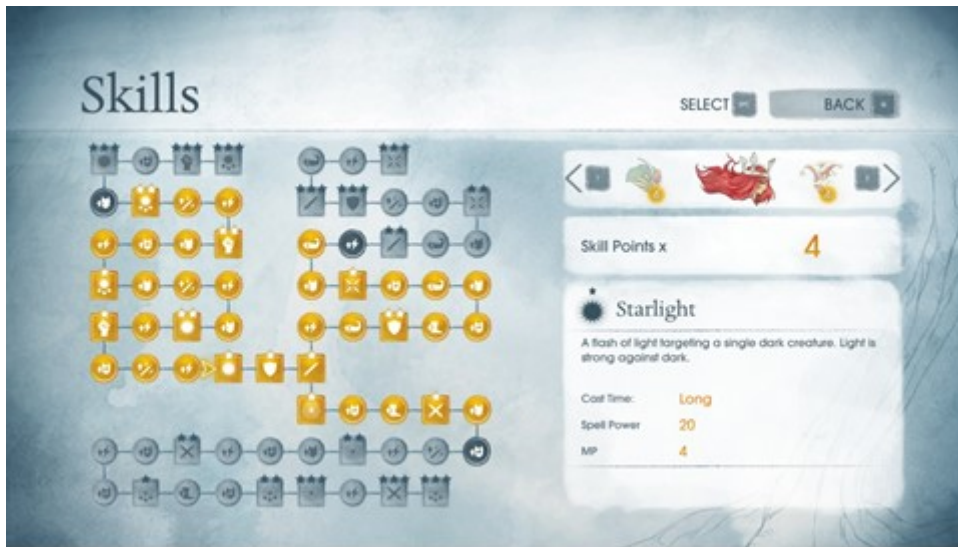 Skills
SELECT
BACK
Skill Points x 4
Starlight
A flash of light targeting a single dark creature. Light is
strong against dark.
Cast Time: Long
Spell Power 20
MP 4